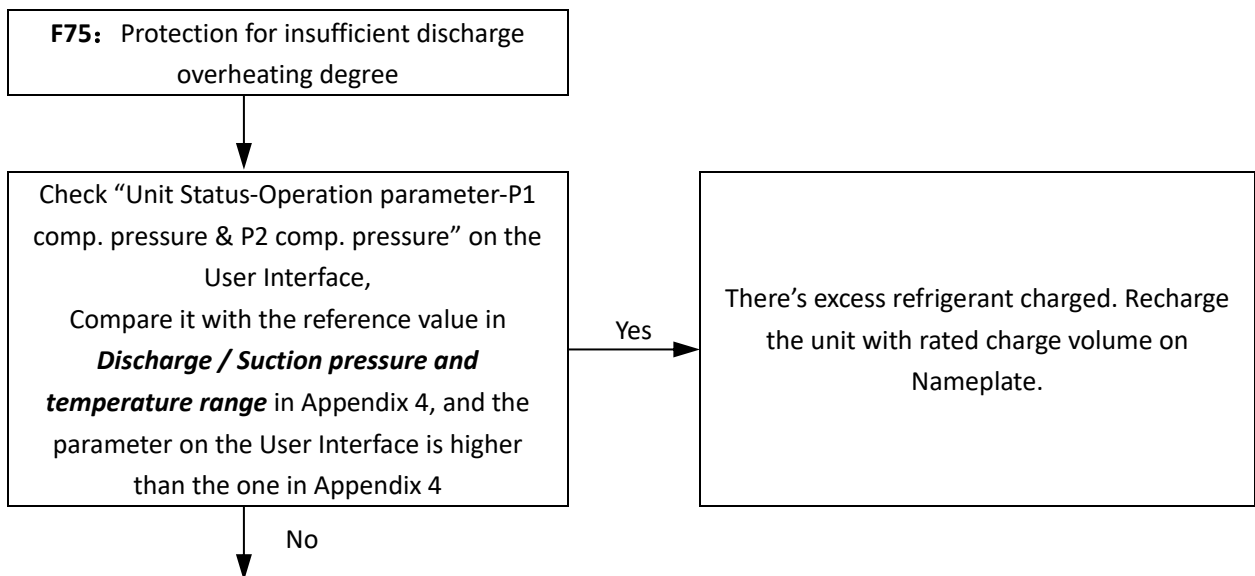 F75： Protection for insufficient discharge
overheating degree
Check “Unit Status-Operation parameter-P1
comp. pressure & P2 comp. pressure” on the
User Interface,
Compare it with the reference value in
Discharge / Suction pressure and
temperature range in Appendix 4, and the
parameter on the User Interface is higher
than the one in Appendix 4
Yes
There’s excess refrigerant charged. Recharge
the unit with rated charge volume on
Nameplate.
No